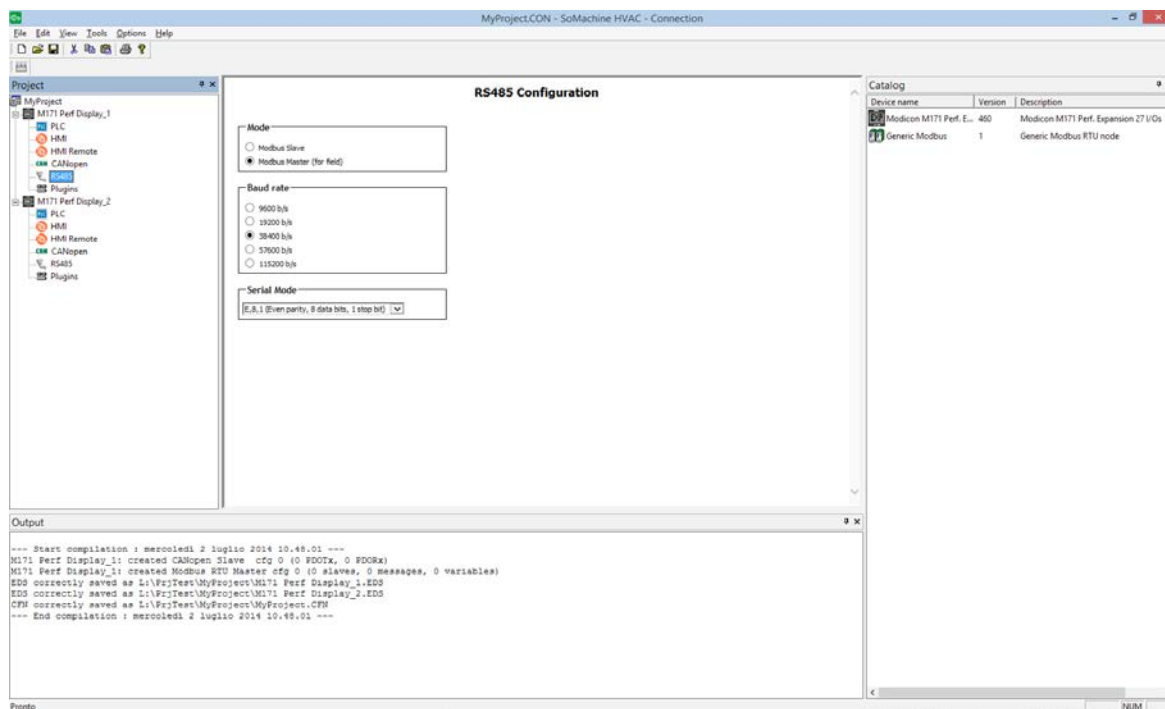 MyProject.CON - SoMachine HVAC - Connection
File Edit View Tools Options Help
Project
MyProject
M171 Perf Display_1
PLC
HMI
HMI Remote
CANopen
RS485
Plugins
M171 Perf Display_2
PLC
HMI
HMI Remote
CANopen
RS485
Plugins
RS485 Configuration
Mode
Modbus Slave
Modbus Master (for field)
Baud rate
9600 b/s
19200 b/s
38400 b/s
57600 b/s
115200 b/s
Serial Mode
E,8,1 (Even parity, 8 data bits, 1 stop bit)
Catalog
Device name Version Description
Modicon M171 Perf. E... 460 Modicon M171 Perf. Expansion 27 I/Os
Generic Modbus 1 Generic Modbus RTU node
Output
--- Start compilation : mercoledì 2 luglio 2014 10.48.01 ---
M171 Perf Display_1: created CANopen Slave cfg 0 (0 PDOTx, 0 PDORx)
M171 Perf Display_1: created Modbus RTU Master cfg 0 (0 slaves, 0 messages, 0 variables)
EDS correctly saved as L:\PrjTest\MyProject\M171 Perf Display_1.EDS
EDS correctly saved as L:\PrjTest\MyProject\M171 Perf Display_2.EDS
CFN correctly saved as L:\PrjTest\MyProject\MyProject.CFN
--- End compilation : mercoledì 2 luglio 2014 10.48.01 ---
Pronto NUM